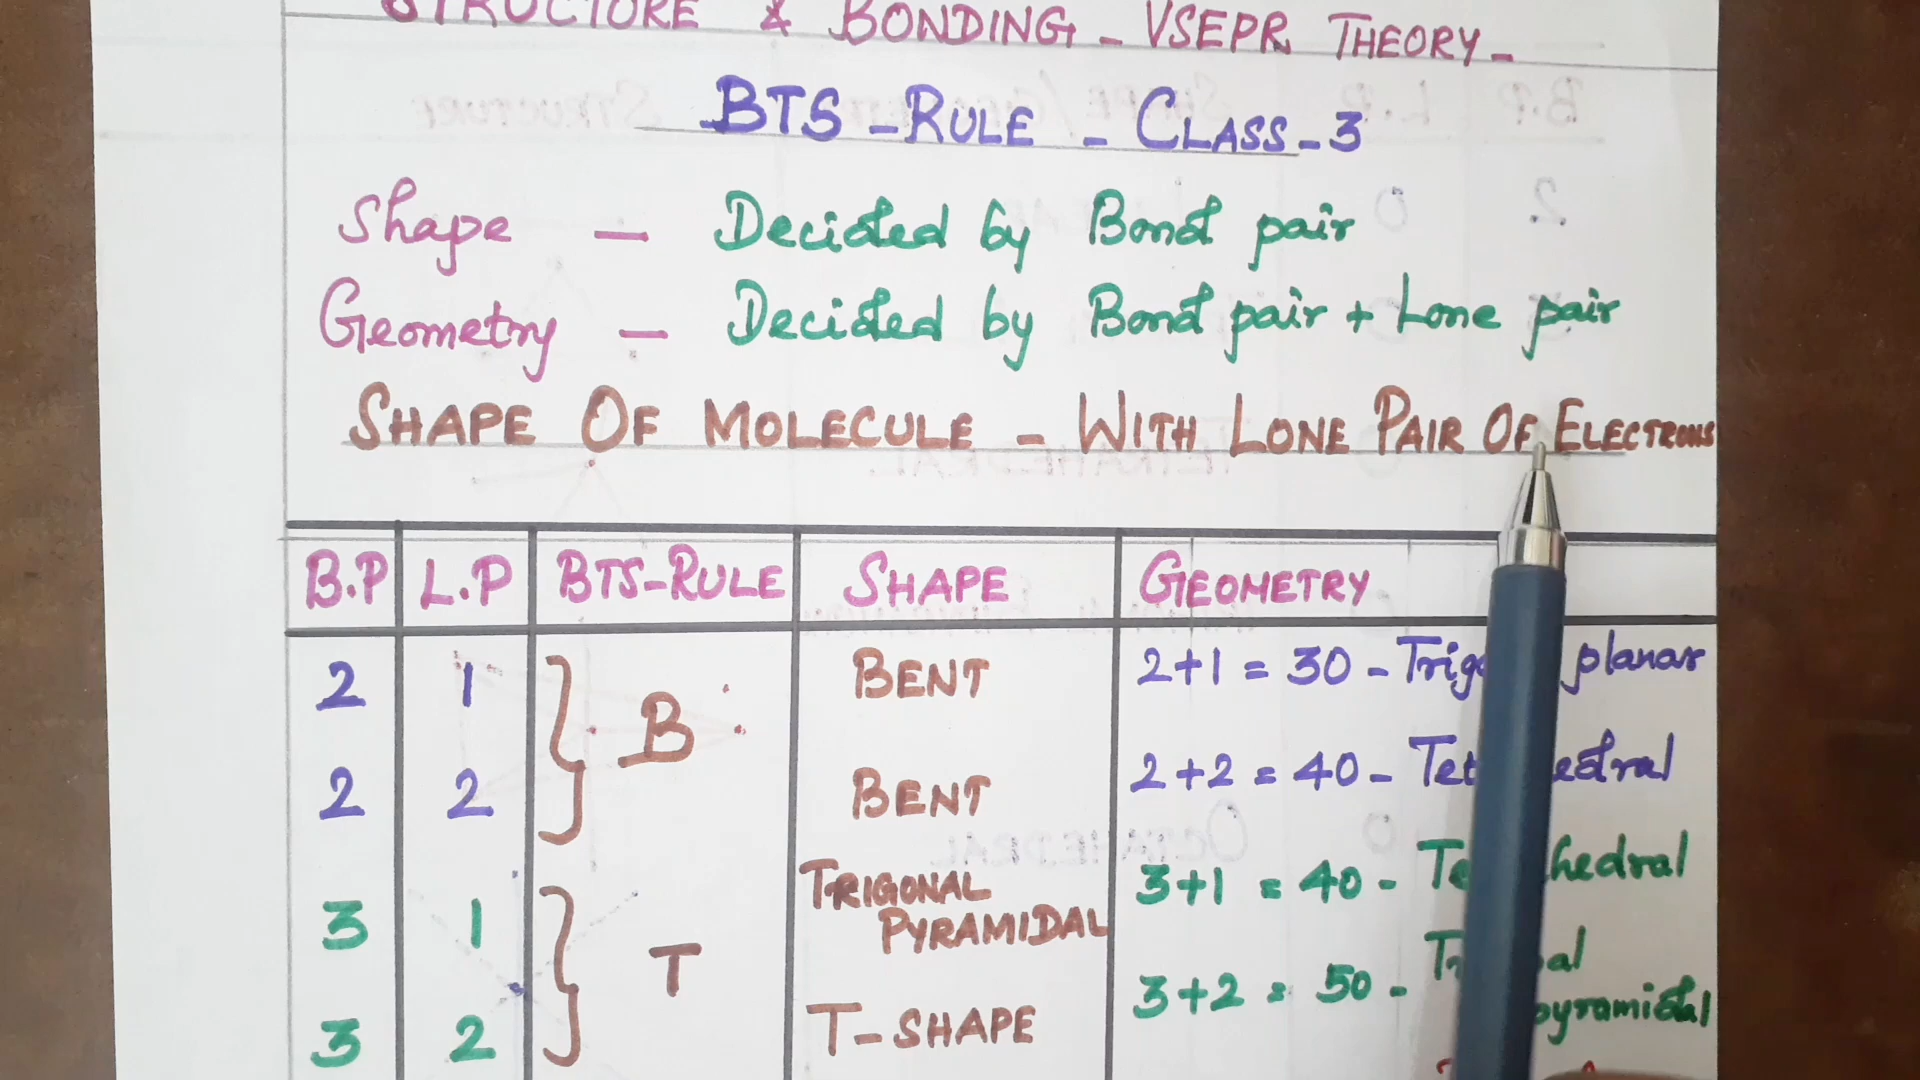 STRUCTURE & BONDING - VSEPR THEORY -
BTS - RULE - CLASS - 3
Shape - Decided by Bond pair
Geometry - Decided by Bond pair + Lone pair
SHAPE OF MOLECULE - WITH LONE PAIR OF ELECTRONS
B.P L.P BTS-RULE SHAPE GEOMETRY
2 1 BENT 2+1 = 30 - planar
B
2 2 BENT 2+2 = 40 -
3 1 TRIGONAL PYRAMIDAL 3+1 = 40 -
T
3 2 T-SHAPE 3+2 = 50 -